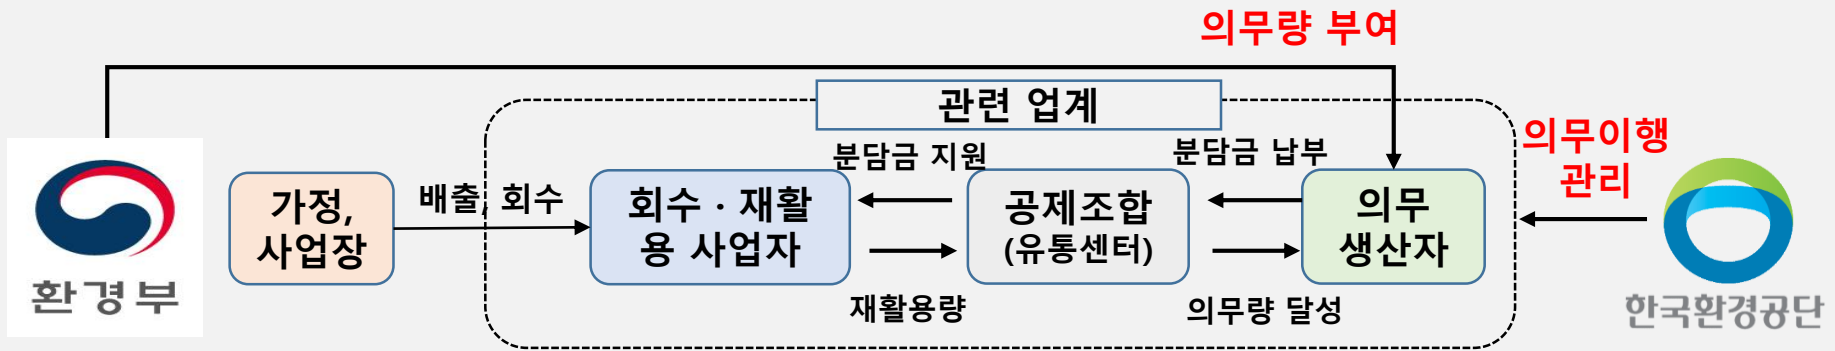 의무량 부여
관련 업계
의무이행
관리
분담금 지원
분담금 납부
환경부
가정,
사업장
배출, 회수
회수 · 재활
용 사업자
공제조합
(유통센터)
의무
생산자
재활용량
의무량 달성
한국환경공단